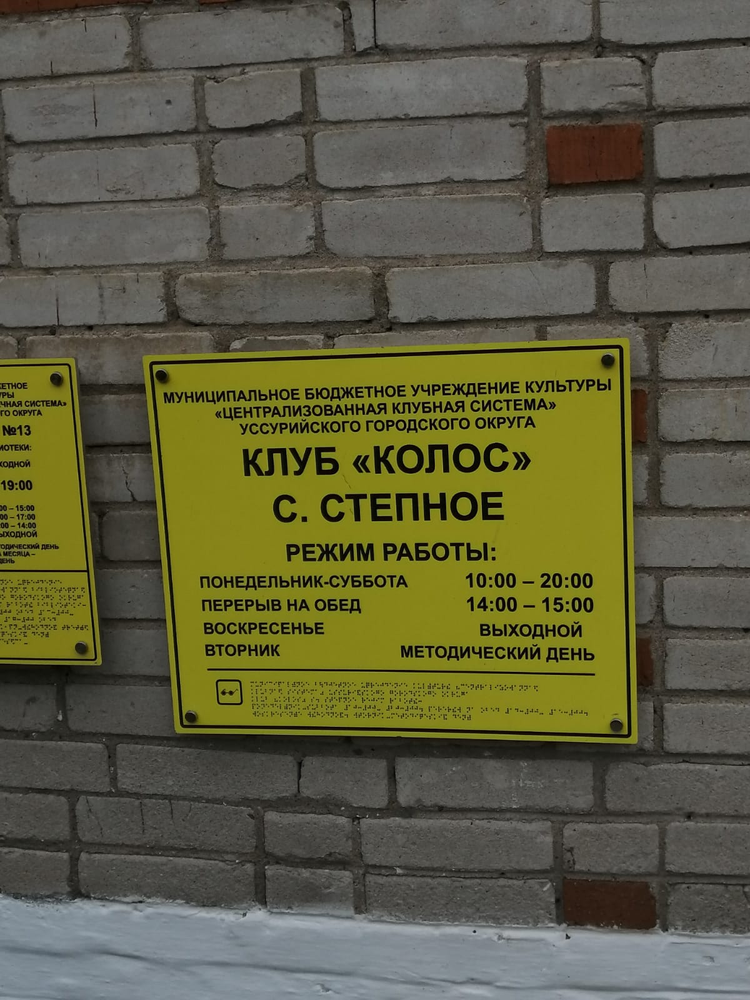 ЖЕТНОЕ
УРЫ
ЧНАЯ СИСТЕМА»
ГО ОКРУГА
№13
ИОТЕКИ:
ХОДНОЙ
19:00
00 – 15:00
00 – 17:00
00 – 14:00
ЫХОДНОЙ
ТОДИЧЕСКИЙ ДЕНЬ
МЕСЯЦА –
ДЕНЬ
МУНИЦИПАЛЬНОЕ БЮДЖЕТНОЕ УЧРЕЖДЕНИЕ КУЛЬТУРЫ
«ЦЕНТРАЛИЗОВАННАЯ КЛУБНАЯ СИСТЕМА»
УССУРИЙСКОГО ГОРОДСКОГО ОКРУГА
КЛУБ «КОЛОС»
С. СТЕПНОЕ
РЕЖИМ РАБОТЫ:
ПОНЕДЕЛЬНИК-СУББОТА 10:00 – 20:00
ПЕРЕРЫВ НА ОБЕД 14:00 – 15:00
ВОСКРЕСЕНЬЕ ВЫХОДНОЙ
ВТОРНИК МЕТОДИЧЕСКИЙ ДЕНЬ